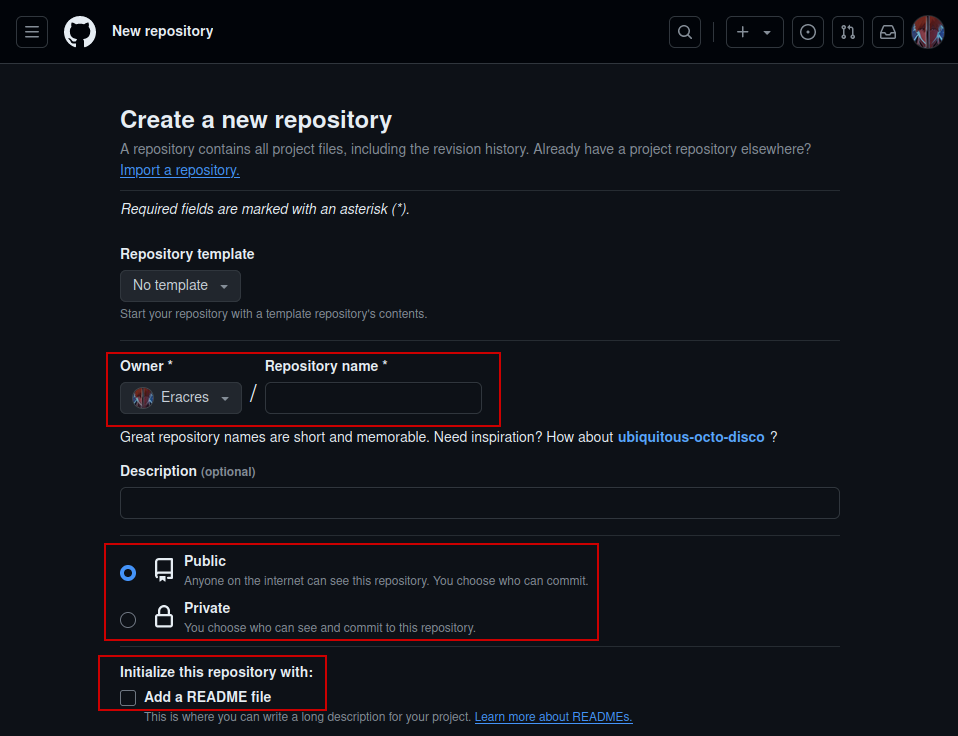 New repository
Create a new repository
A repository contains all project files, including the revision history. Already have a project repository elsewhere?
Import a repository.
Required fields are marked with an asterisk (*).
Repository template
No template
Start your repository with a template repository's contents.
Owner * Repository name *
Eracres /
Great repository names are short and memorable. Need inspiration? How about ubiquitous-octo-disco ?
Description (optional)
Public
Anyone on the internet can see this repository. You choose who can commit.
Private
You choose who can see and commit to this repository.
Initialize this repository with:
Add a README file
This is where you can write a long description for your project. Learn more about READMEs.